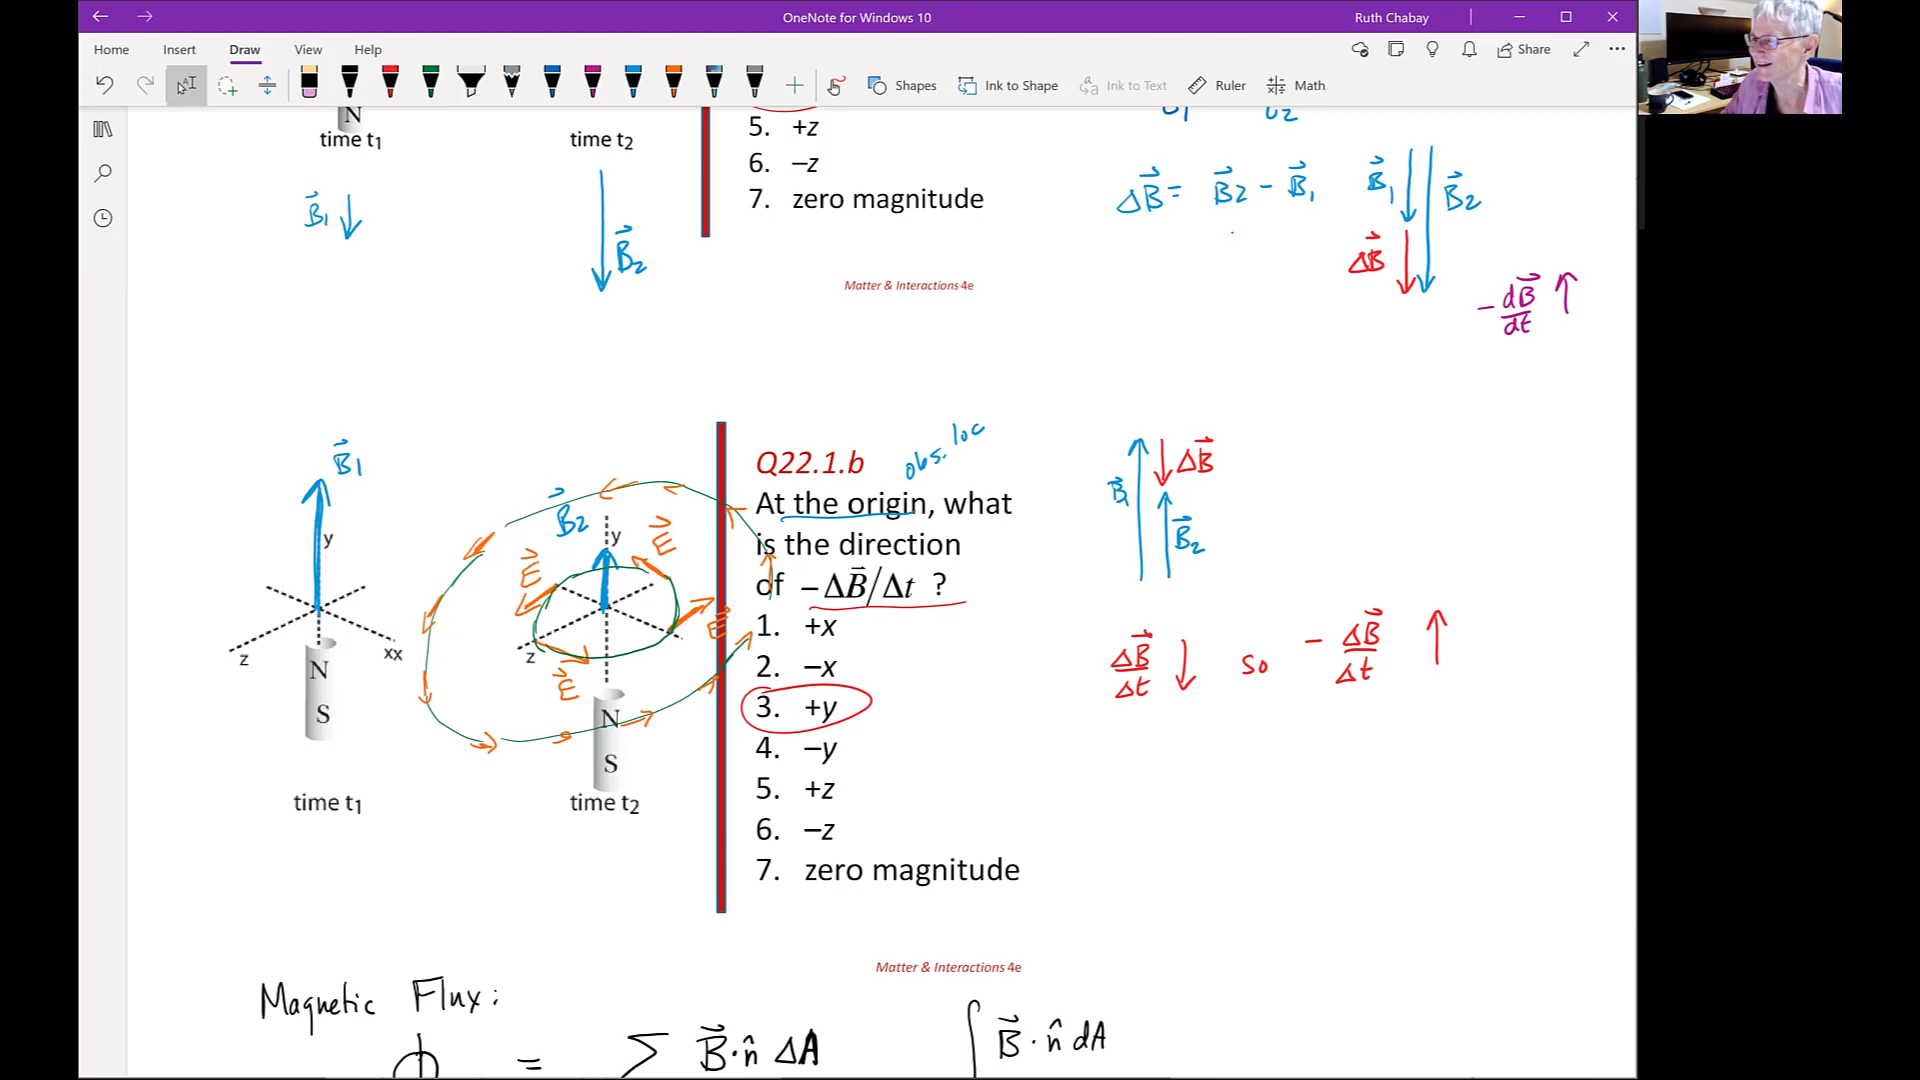 OneNote for Windows 10
Ruth Chabay
Home Insert Draw View Help
Share
Shapes Ink to Shape Ink to Text Ruler Math
N
time t1
time t2
5. +z
6. –z
7. zero magnitude
B1
B2
ΔB = B2 - B1
B1
B2
ΔB
Matter & Interactions 4e
- dB/dt ↑
B1
y
z
xx
N
S
time t1
B2
y
E
E
E
E
z
N
S
time t2
Q22.1.b
obs. loc
At the origin, what
is the direction
of –ΔB/Δt ?
1. +x
2. –x
3. +y
4. –y
5. +z
6. –z
7. zero magnitude
B1
ΔB
B2
ΔB/Δt ↓ so - ΔB/Δt ↑
Matter & Interactions 4e
Magnetic Flux:
Φ = Σ B·n̂ ΔA
∫ B·n̂ dA